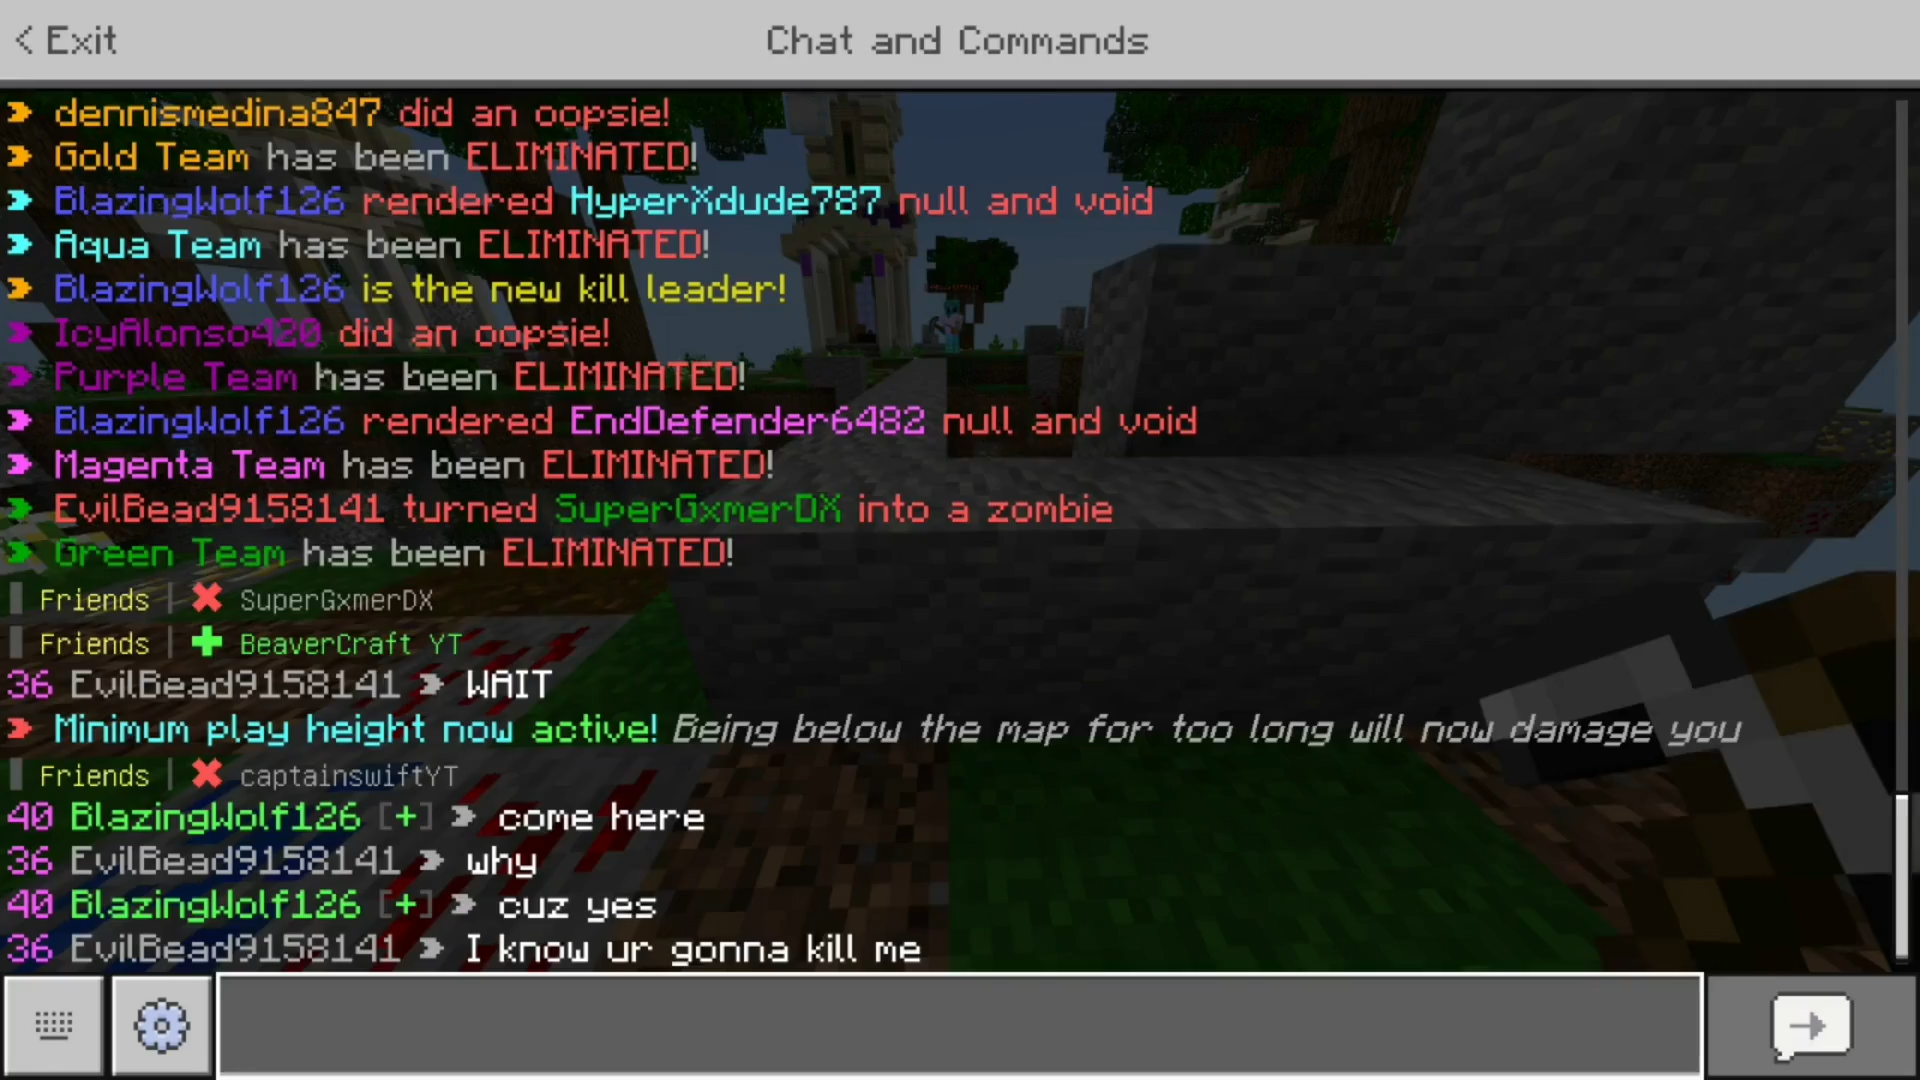 < Exit
Chat and Commands
dennismedina847 did an oopsie!
Gold Team has been ELIMINATED!
BlazingWolf126 rendered HyperXdude787 null and void
Aqua Team has been ELIMINATED!
BlazingWolf126 is the new kill leader!
IcyAlonso420 did an oopsie!
Purple Team has been ELIMINATED!
BlazingWolf126 rendered EndDefender6482 null and void
Magenta Team has been ELIMINATED!
EvilBead9158141 turned SuperGxmerDX into a zombie
Green Team has been ELIMINATED!
Friends | ✖ SuperGxmerDX
Friends | ✚ BeaverCraft YT
36 EvilBead9158141 » WAIT
Minimum play height now active! Being below the map for too long will now damage you
Friends | ✖ captainswiftYT
40 BlazingWolf126 [+] » come here
36 EvilBead9158141 » why
40 BlazingWolf126 [+] » cuz yes
36 EvilBead9158141 » I know ur gonna kill me